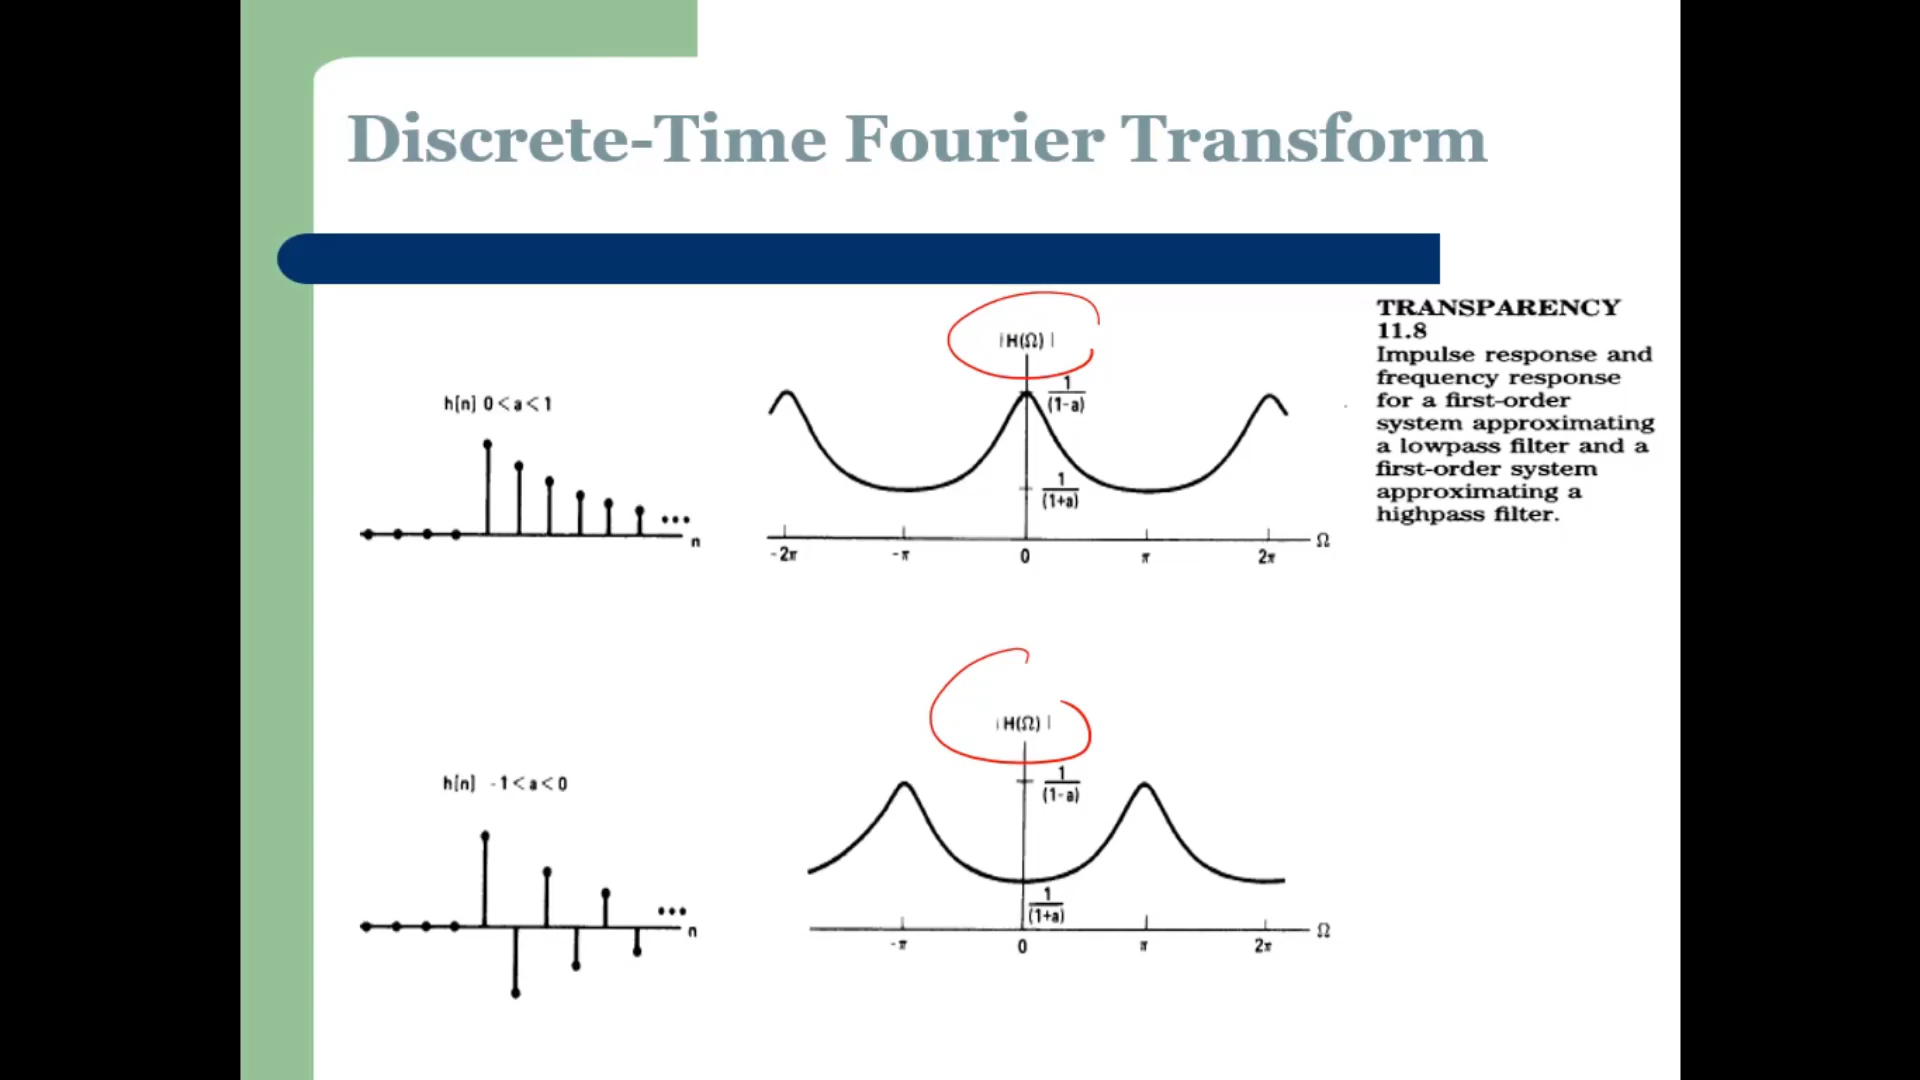 Discrete-Time Fourier Transform
TRANSPARENCY
11.8
Impulse response and
frequency response
for a first-order
system approximating
a lowpass filter and a
first-order system
approximating a
highpass filter.
h[n] 0<a<1
...
n
|H(Ω)|
1
(1-a)
1
(1+a)
-2π
-π
0
π
2π
Ω
h[n] -1<a<0
...
n
|H(Ω)|
1
(1-a)
1
(1+a)
-π
0
π
2π
Ω